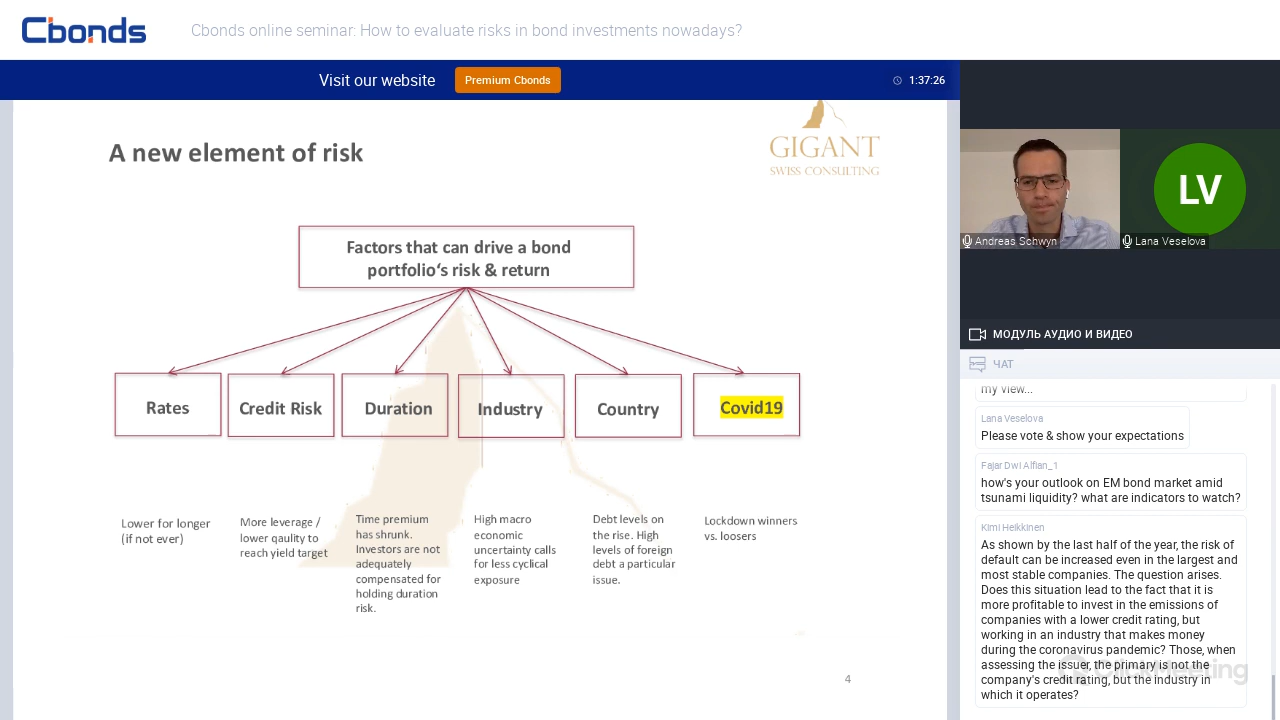 Cbonds
Cbonds online seminar: How to evaluate risks in bond investments nowadays?
Visit our website
Premium Cbonds
1:37:26
A new element of risk
GIGANT
SWISS CONSULTING
Factors that can drive a bond
portfolio‘s risk & return
Rates
Credit Risk
Duration
Industry
Country
Covid19
Lower for longer
(if not ever)
More leverage /
lower qaulity to
reach yield target
Time premium
has shrunk.
Investors are not
adequately
compensated for
holding duration
risk.
High macro
economic
uncertainty calls
for less cyclical
exposure
Debt levels on
the rise. High
levels of foreign
debt a particular
issue.
Lockdown winners
vs. loosers
4
LV
Andreas Schwyn
Lana Veselova
МОДУЛЬ АУДИО И ВИДЕО
ЧАТ
my view...
Lana Veselova
Please vote & show your expectations
Fajar Dwi Alfian_1
how's your outlook on EM bond market amid
tsunami liquidity? what are indicators to watch?
Kimi Heikkinen
As shown by the last half of the year, the risk of
default can be increased even in the largest and
most stable companies. The question arises.
Does this situation lead to the fact that it is
more profitable to invest in the emissions of
companies with a lower credit rating, but
working in an industry that makes money
during the coronavirus pandemic? Those, when
assessing the issuer, the primary is not the
company's credit rating, but the industry in
which it operates?
ClickMeeting